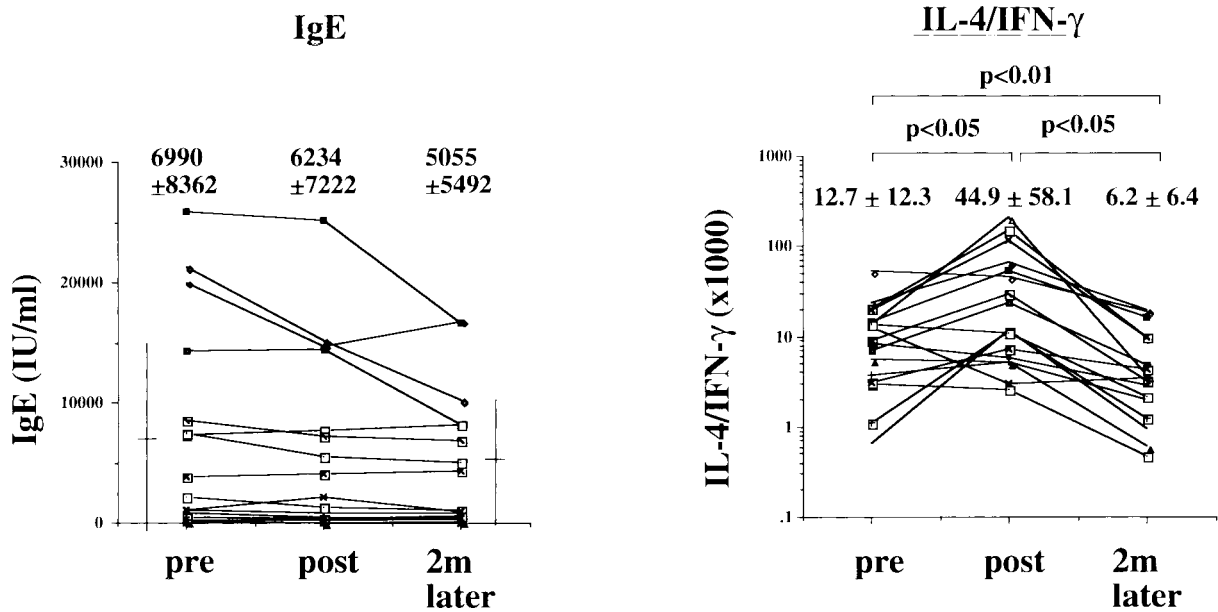 IgE
IgE (IU/ml)
30000
20000
10000
0
6990
±8362
6234
±7222
5055
±5492
pre
post
2m
later
IL-4/IFN-γ
p<0.01
p<0.05
p<0.05
IL-4/IFN-γ (x1000)
1000
100
10
1
.1
12.7 ± 12.3
44.9 ± 58.1
6.2 ± 6.4
pre
post
2m
later